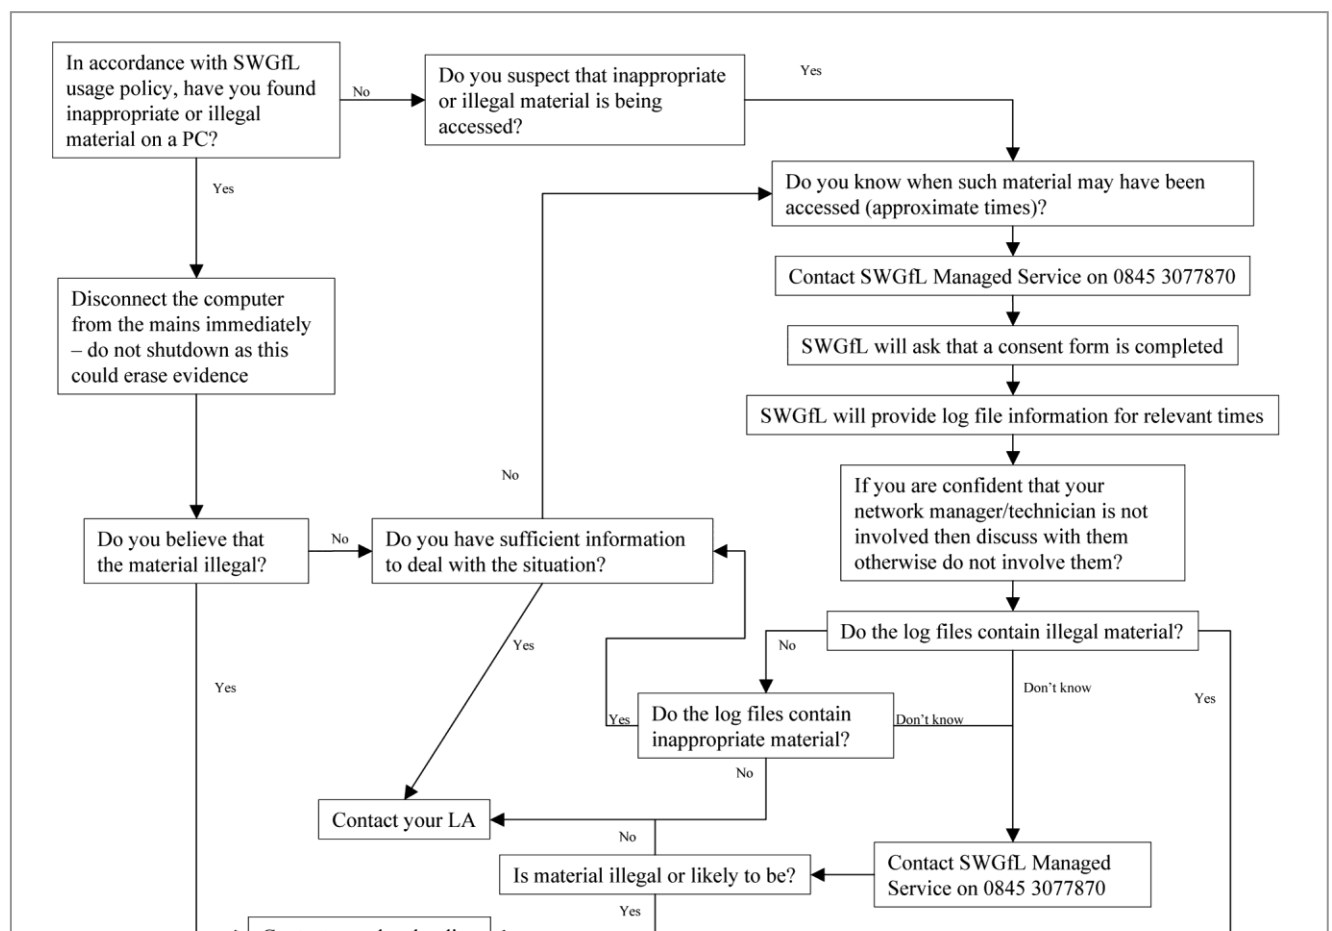 In accordance with SWGfL
usage policy, have you found
inappropriate or illegal
material on a PC?
No
Do you suspect that inappropriate
or illegal material is being
accessed?
Yes
Yes
Do you know when such material may have been
accessed (approximate times)?
Contact SWGfL Managed Service on 0845 3077870
Disconnect the computer
from the mains immediately
– do not shutdown as this
could erase evidence
SWGfL will ask that a consent form is completed
SWGfL will provide log file information for relevant times
No
If you are confident that your
network manager/technician is not
involved then discuss with them
otherwise do not involve them?
Do you believe that
the material illegal?
No
Do you have sufficient information
to deal with the situation?
Do the log files contain illegal material?
No
Yes
Yes
Don't know
Yes
Yes
Do the log files contain
inappropriate material?
Don't know
No
Contact your LA
No
Is material illegal or likely to be?
Contact SWGfL Managed
Service on 0845 3077870
Yes